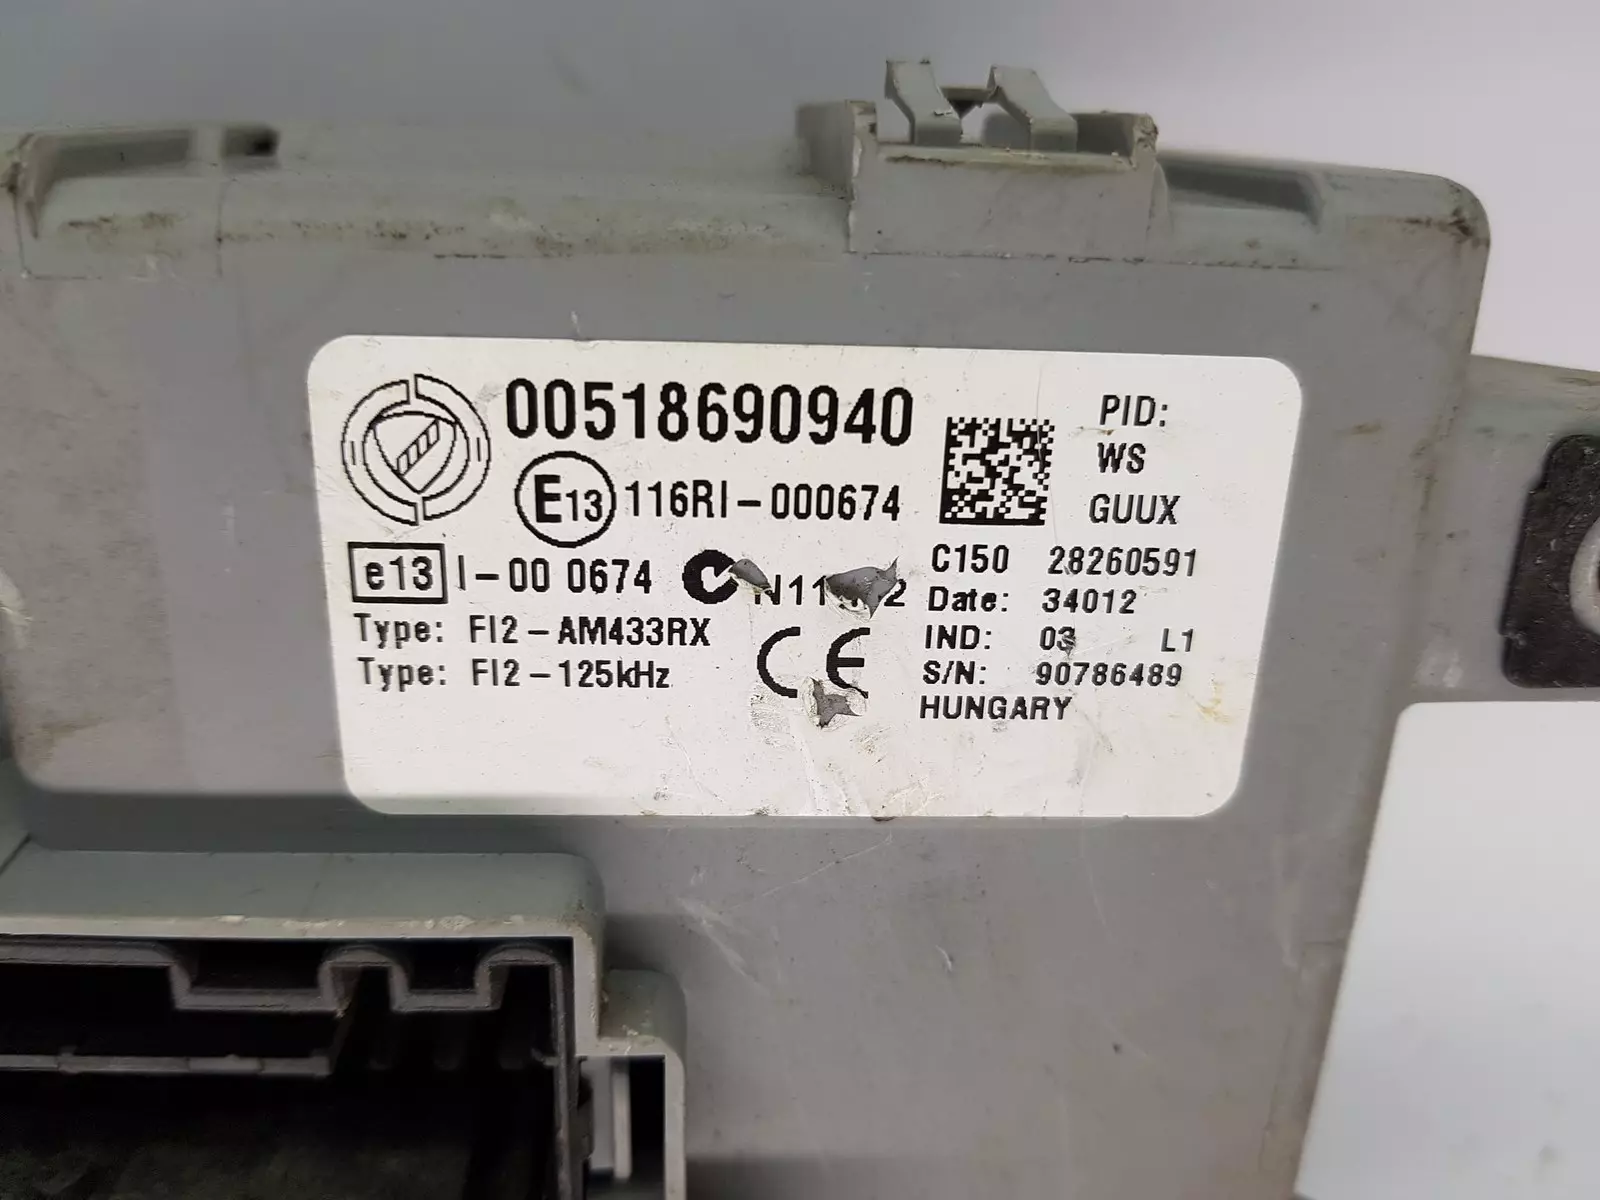 00518690940
E13 116RI-000674
e13 I-00 0674
Type: FI2-AM433RX
Type: FI2-125kHz
CE
PID:
WS
GUUX
C150 28260591
Date: 34012
IND: 03 L1
S/N: 90786489
HUNGARY